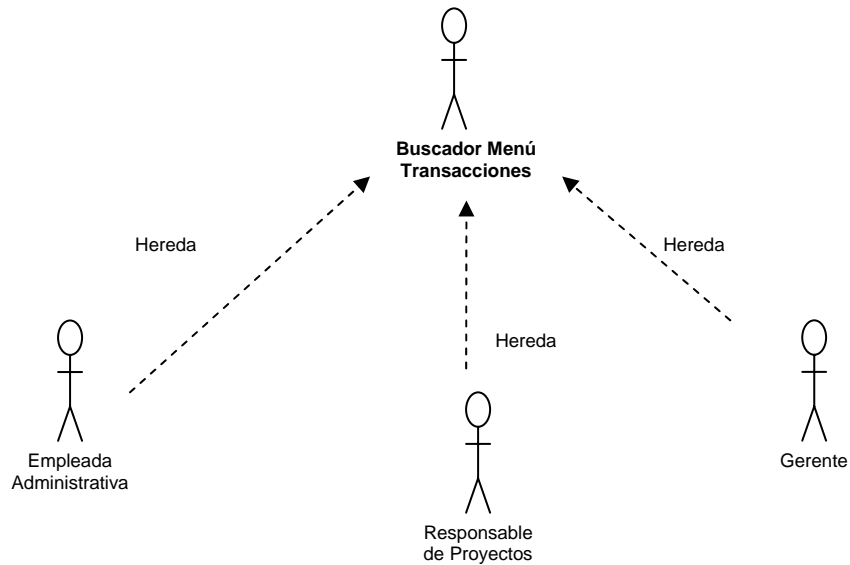 Buscador Menú
Transacciones
Hereda
Hereda
Hereda
Empleada
Administrativa
Gerente
Responsable
de Proyectos